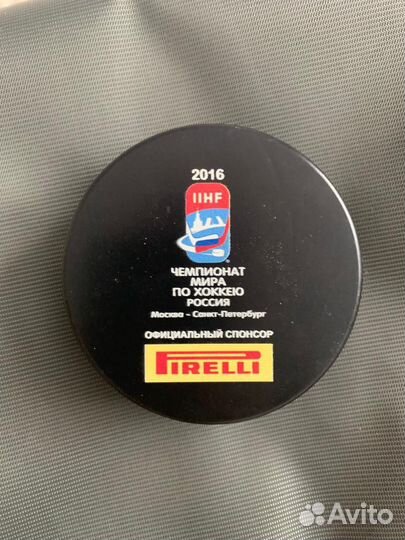 2016
IIHF
ЧЕМПИОНАТ
МИРА
ПО ХОККЕЮ
РОССИЯ
Москва - Санкт-Петербург
ОФИЦИАЛЬНЫЙ СПОНСОР
PIRELLI
Avito